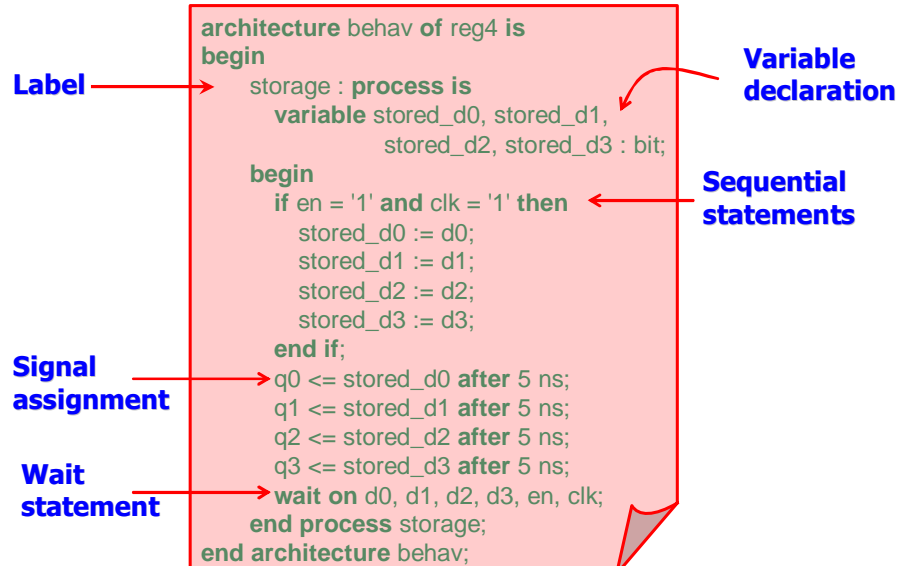 architecture behav of reg4 is
begin
Label
storage : process is
Variable
declaration
variable stored_d0, stored_d1,
stored_d2, stored_d3 : bit;
begin
Sequential
statements
if en = '1' and clk = '1' then
stored_d0 := d0;
stored_d1 := d1;
stored_d2 := d2;
stored_d3 := d3;
end if;
Signal
assignment
q0 <= stored_d0 after 5 ns;
q1 <= stored_d1 after 5 ns;
q2 <= stored_d2 after 5 ns;
q3 <= stored_d3 after 5 ns;
Wait
statement
wait on d0, d1, d2, d3, en, clk;
end process storage;
end architecture behav;